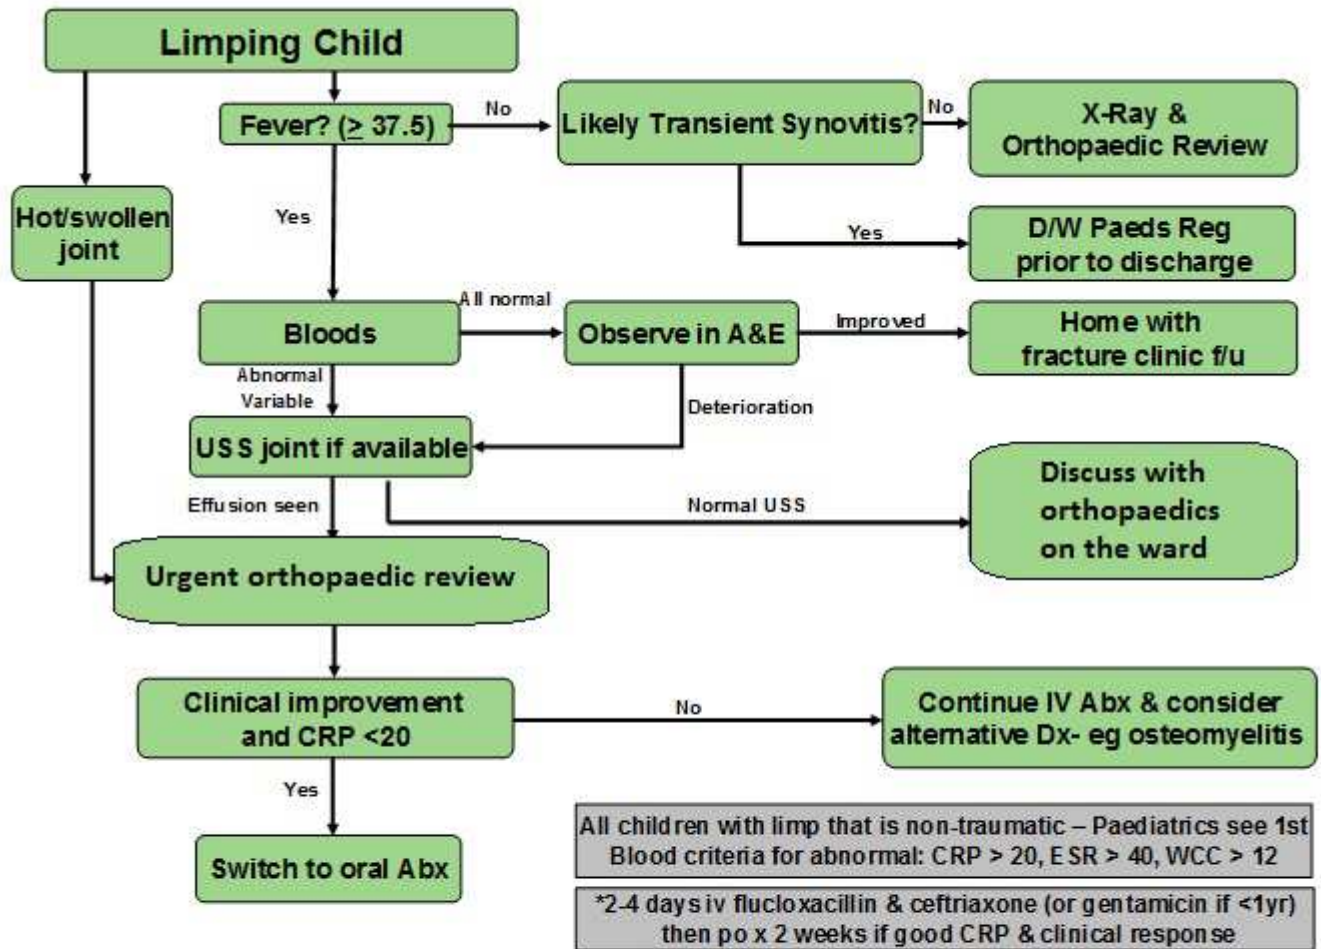 Limping Child
Fever? (≥ 37.5)
No
Likely Transient Synovitis?
No
X-Ray &
Orthopaedic Review
Hot/swollen
joint
Yes
Yes
D/W Paeds Reg
prior to discharge
Bloods
All normal
Observe in A&E
Improved
Home with
fracture clinic f/u
Abnormal
Variable
Deterioration
USS joint if available
Effusion seen
Normal USS
Discuss with
orthopaedics
on the ward
Urgent orthopaedic review
Clinical improvement
and CRP <20
No
Continue IV Abx & consider
alternative Dx- eg osteomyelitis
Yes
Switch to oral Abx
All children with limp that is non-traumatic – Paediatrics see 1st
Blood criteria for abnormal: CRP > 20, ESR > 40, WCC > 12
*2-4 days iv flucloxacillin & ceftriaxone (or gentamicin if <1yr)
then po x 2 weeks if good CRP & clinical response